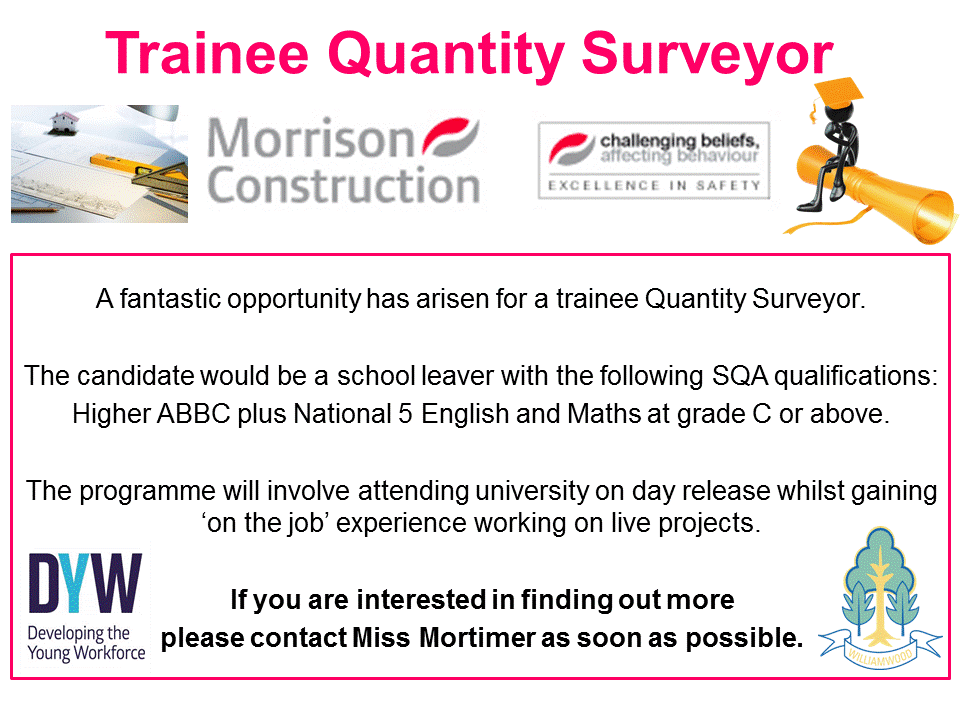 Trainee Quantity Surveyor
Morrison
Construction
challenging beliefs,
affecting behaviour
EXCELLENCE IN SAFETY
A fantastic opportunity has arisen for a trainee Quantity Surveyor.
The candidate would be a school leaver with the following SQA qualifications:
Higher ABBC plus National 5 English and Maths at grade C or above.
The programme will involve attending university on day release whilst gaining
‘on the job’ experience working on live projects.
If you are interested in finding out more
please contact Miss Mortimer as soon as possible.
DYW
Developing the
Young Workforce
WILLIAMWOOD